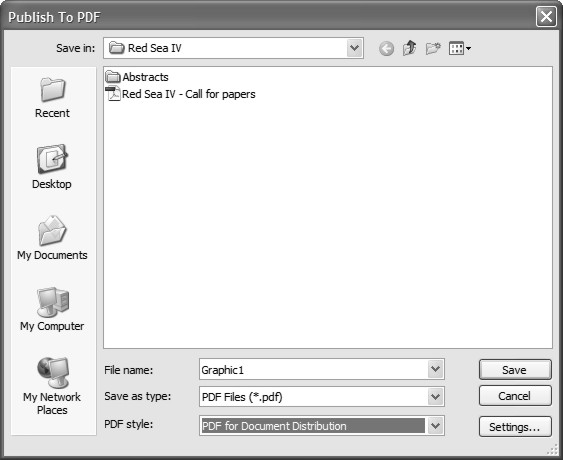 Publish To PDF
Save in: Red Sea IV
Recent
Desktop
My Documents
My Computer
My Network
Places
Abstracts
Red Sea IV - Call for papers
File name: Graphic1 Save
Save as type: PDF Files (*.pdf) Cancel
PDF style: PDF for Document Distribution Settings...